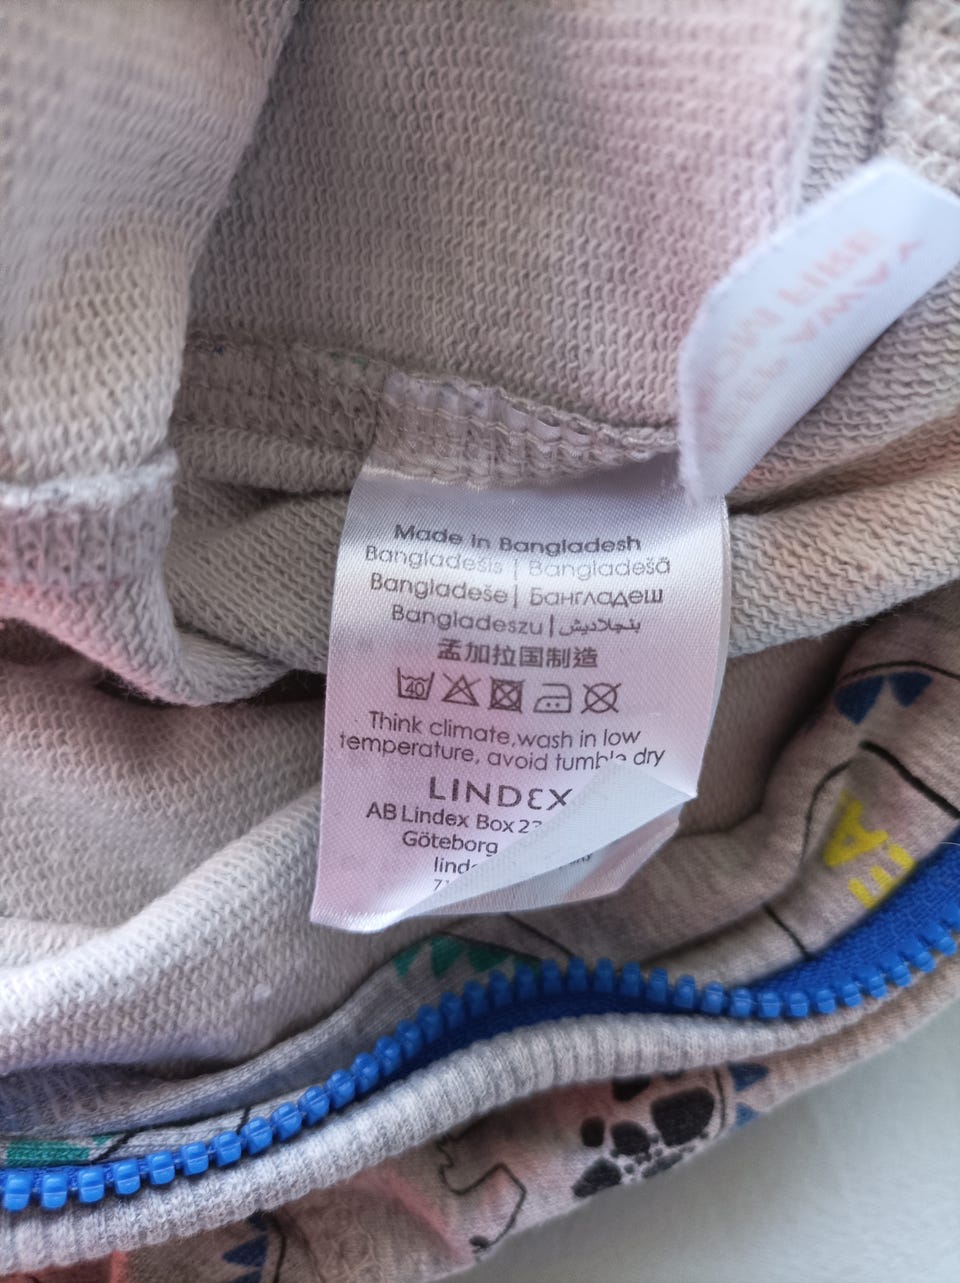 Made in Bangladesh
Bangladešis | Bangladešā
Bangladeše | Бангладеш
Bangladeszu | بنجلاديش
孟加拉国制造
40
Think climate, wash in low
temperature, avoid tumble dry
LINDEX
AB Lindex Box
Göteborg